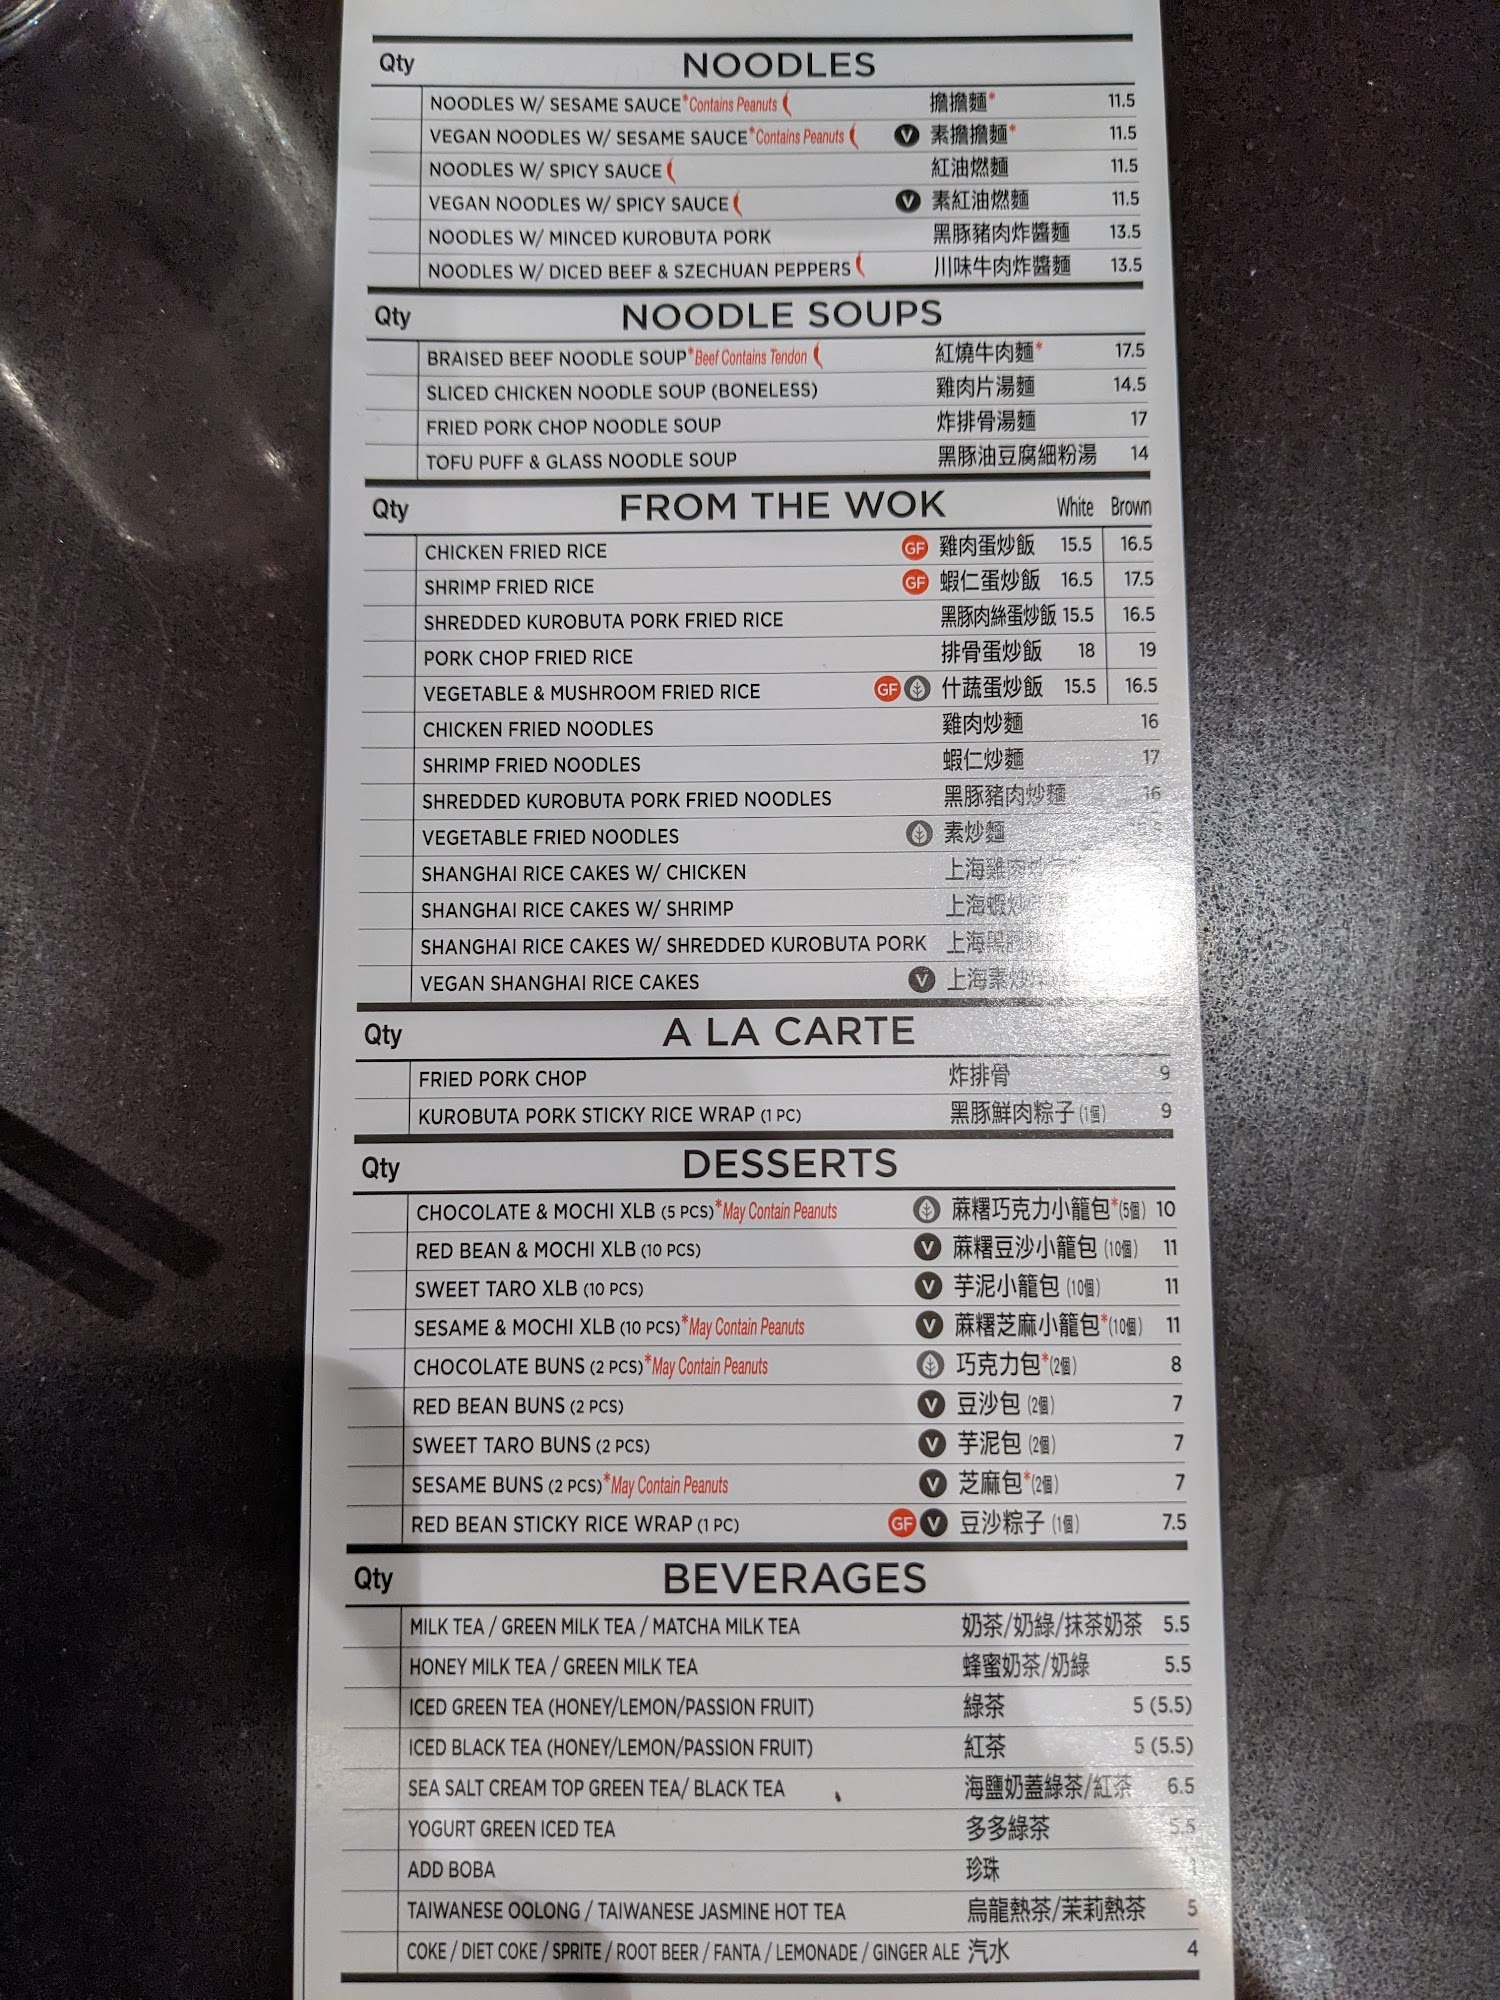 Qty NOODLES
NOODLES W/ SESAME SAUCE *Contains Peanuts 擔擔麵* 11.5
VEGAN NOODLES W/ SESAME SAUCE *Contains Peanuts V 素擔擔麵* 11.5
NOODLES W/ SPICY SAUCE 紅油燃麵 11.5
VEGAN NOODLES W/ SPICY SAUCE V 素紅油燃麵 11.5
NOODLES W/ MINCED KUROBUTA PORK 黑豚豬肉炸醬麵 13.5
NOODLES W/ DICED BEEF & SZECHUAN PEPPERS 川味牛肉炸醬麵 13.5
Qty NOODLE SOUPS
BRAISED BEEF NOODLE SOUP *Beef Contains Tendon 紅燒牛肉麵* 17.5
SLICED CHICKEN NOODLE SOUP (BONELESS) 雞肉片湯麵 14.5
FRIED PORK CHOP NOODLE SOUP 炸排骨湯麵 17
TOFU PUFF & GLASS NOODLE SOUP 黑豚油豆腐細粉湯 14
Qty FROM THE WOK White Brown
CHICKEN FRIED RICE GF 雞肉蛋炒飯 15.5 16.5
SHRIMP FRIED RICE GF 蝦仁蛋炒飯 16.5 17.5
SHREDDED KUROBUTA PORK FRIED RICE 黑豚肉絲蛋炒飯 15.5 16.5
PORK CHOP FRIED RICE 排骨蛋炒飯 18 19
VEGETABLE & MUSHROOM FRIED RICE GF 什蔬蛋炒飯 15.5 16.5
CHICKEN FRIED NOODLES 雞肉炒麵 16
SHRIMP FRIED NOODLES 蝦仁炒麵 17
SHREDDED KUROBUTA PORK FRIED NOODLES 黑豚豬肉炒麵 16
VEGETABLE FRIED NOODLES 素炒麵
SHANGHAI RICE CAKES W/ CHICKEN 上海雞肉炒
SHANGHAI RICE CAKES W/ SHRIMP 上海蝦
SHANGHAI RICE CAKES W/ SHREDDED KUROBUTA PORK 上海黑
VEGAN SHANGHAI RICE CAKES V 上海素炒
Qty A LA CARTE
FRIED PORK CHOP 炸排骨 9
KUROBUTA PORK STICKY RICE WRAP (1 PC) 黑豚鮮肉粽子 (1個) 9
Qty DESSERTS
CHOCOLATE & MOCHI XLB (5 PCS) *May Contain Peanuts 蔴糬巧克力小籠包*(5個) 10
RED BEAN & MOCHI XLB (10 PCS) V 蔴糬豆沙小籠包 (10個) 11
SWEET TARO XLB (10 PCS) V 芋泥小籠包 (10個) 11
SESAME & MOCHI XLB (10 PCS) *May Contain Peanuts V 蔴糬芝麻小籠包*(10個) 11
CHOCOLATE BUNS (2 PCS) *May Contain Peanuts 巧克力包*(2個) 8
RED BEAN BUNS (2 PCS) V 豆沙包 (2個) 7
SWEET TARO BUNS (2 PCS) V 芋泥包 (2個) 7
SESAME BUNS (2 PCS) *May Contain Peanuts V 芝麻包*(2個) 7
RED BEAN STICKY RICE WRAP (1 PC) GF V 豆沙粽子 (1個) 7.5
Qty BEVERAGES
MILK TEA / GREEN MILK TEA / MATCHA MILK TEA 奶茶/奶綠/抹茶奶茶 5.5
HONEY MILK TEA / GREEN MILK TEA 蜂蜜奶茶/奶綠 5.5
ICED GREEN TEA (HONEY/LEMON/PASSION FRUIT) 綠茶 5 (5.5)
ICED BLACK TEA (HONEY/LEMON/PASSION FRUIT) 紅茶 5 (5.5)
SEA SALT CREAM TOP GREEN TEA/ BLACK TEA 海鹽奶蓋綠茶/紅茶 6.5
YOGURT GREEN ICED TEA 多多綠茶 5.5
ADD BOBA 珍珠 1
TAIWANESE OOLONG / TAIWANESE JASMINE HOT TEA 烏龍熱茶/茉莉熱茶 5
COKE / DIET COKE / SPRITE / ROOT BEER / FANTA / LEMONADE / GINGER ALE 汽水 4